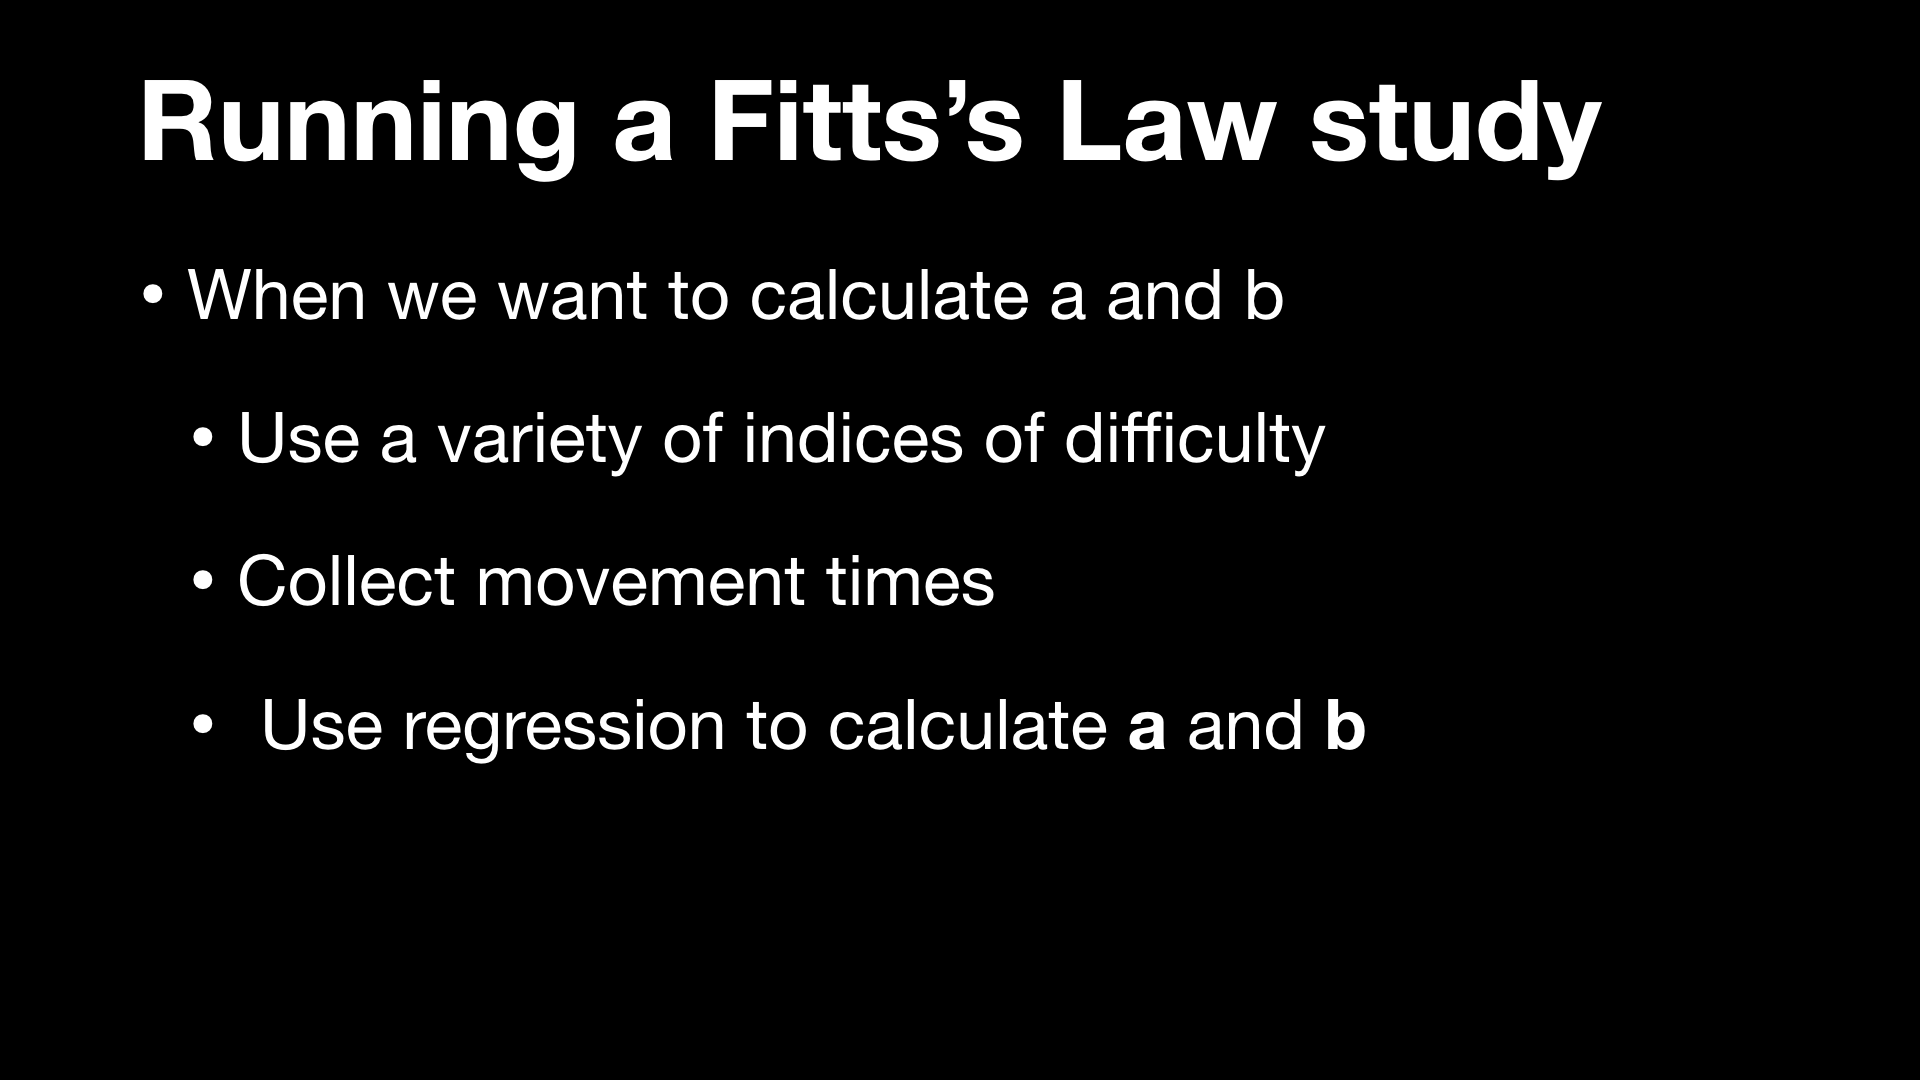 Running a Fitts’s Law study
• When we want to calculate a and b
• Use a variety of indices of difficulty
• Collect movement times
• Use regression to calculate a and b